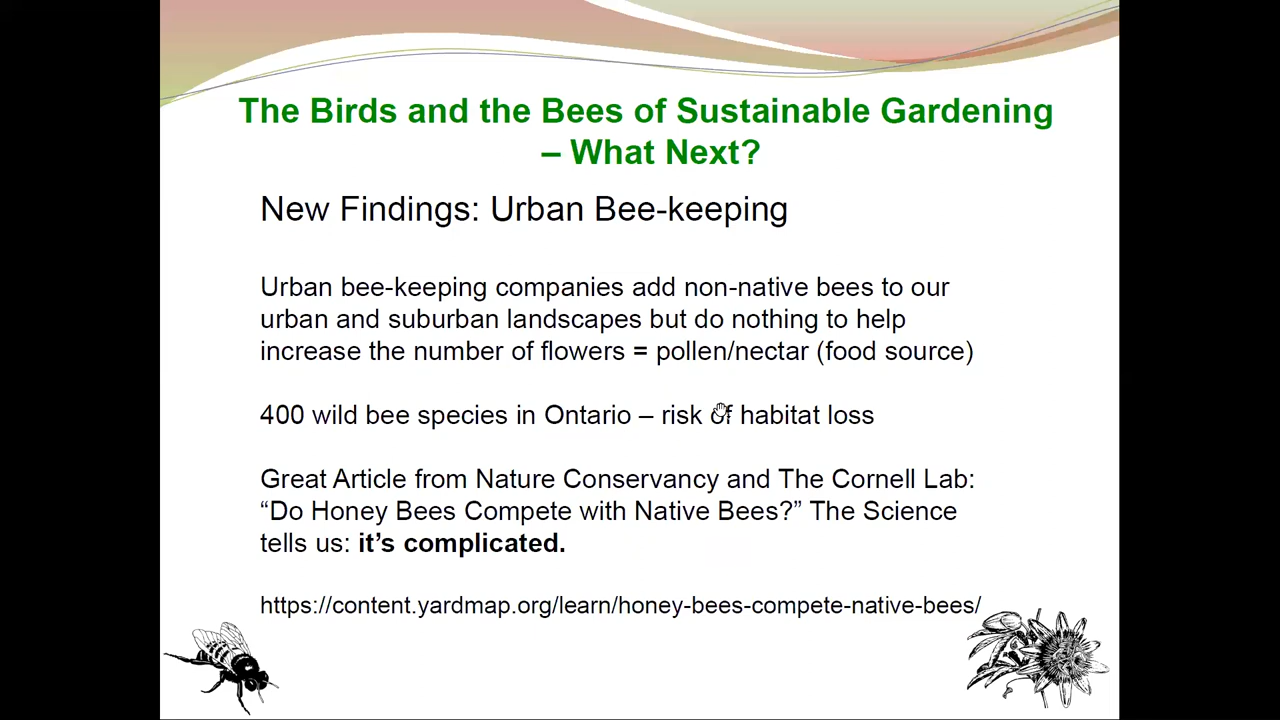 The Birds and the Bees of Sustainable Gardening
– What Next?
New Findings: Urban Bee-keeping
Urban bee-keeping companies add non-native bees to our
urban and suburban landscapes but do nothing to help
increase the number of flowers = pollen/nectar (food source)
400 wild bee species in Ontario – risk of habitat loss
Great Article from Nature Conservancy and The Cornell Lab:
“Do Honey Bees Compete with Native Bees?” The Science
tells us: it’s complicated.
https://content.yardmap.org/learn/honey-bees-compete-native-bees/